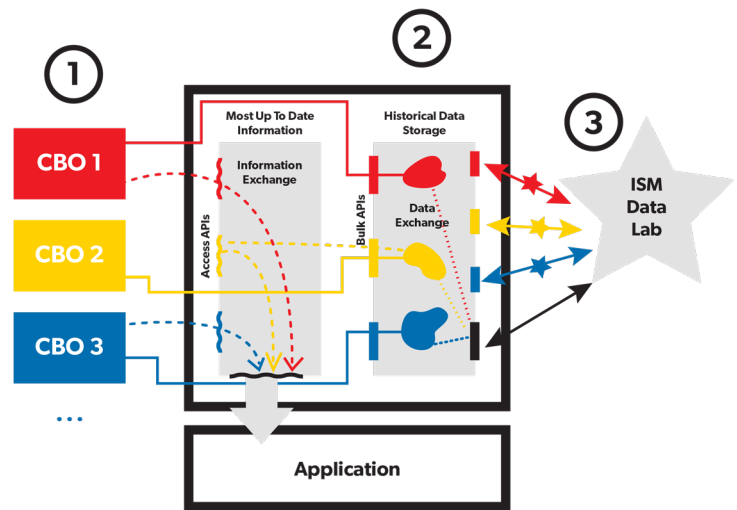 1
2
3
CBO 1
CBO 2
CBO 3
...
Most Up To Date
Information
Information
Exchange
Access APIs
Historical Data
Storage
Bulk APIs
Data
Exchange
ISM
Data
Lab
Application